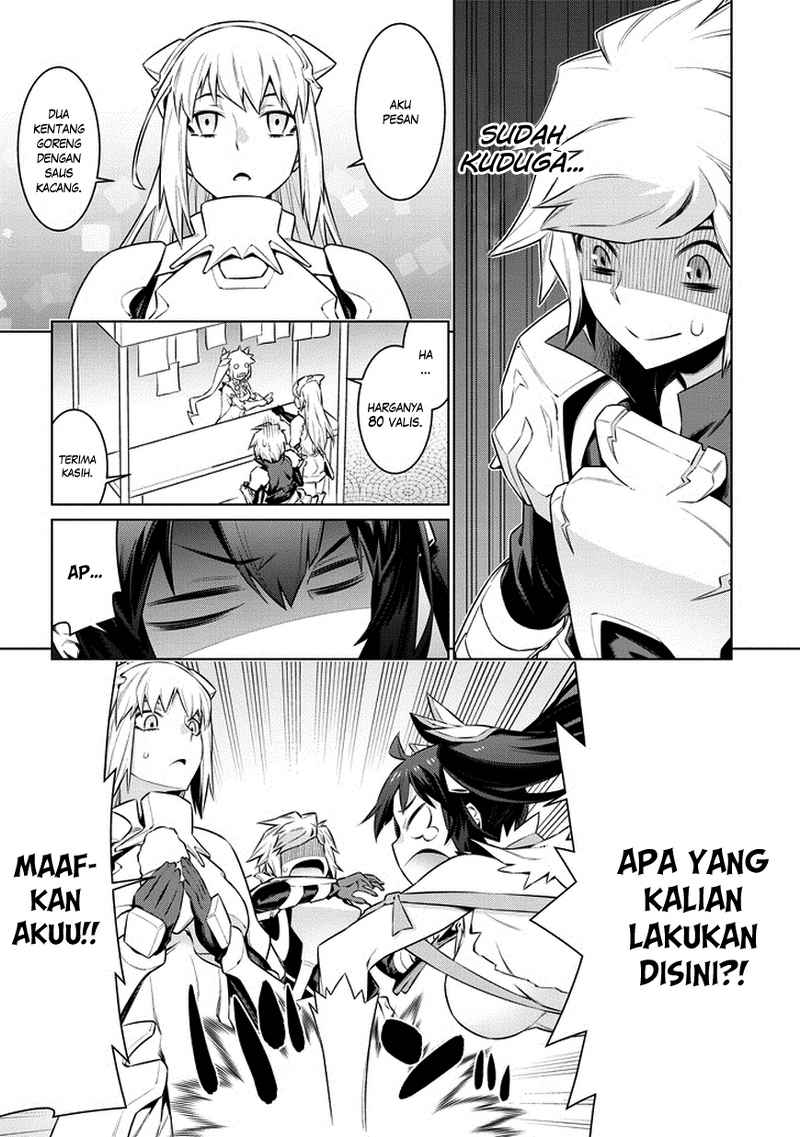 SUDAH
KUDUGA...
AKU
PESAN
DUA
KENTANG
GORENG
DENGAN
SAUS
KACANG.
HA
...
HARGANYA
80 VALIS.
TERIMA
KASIH.
AP...
APA YANG
KALIAN
LAKUKAN
DISINI?!
MAAF-
KAN
AKUU!!